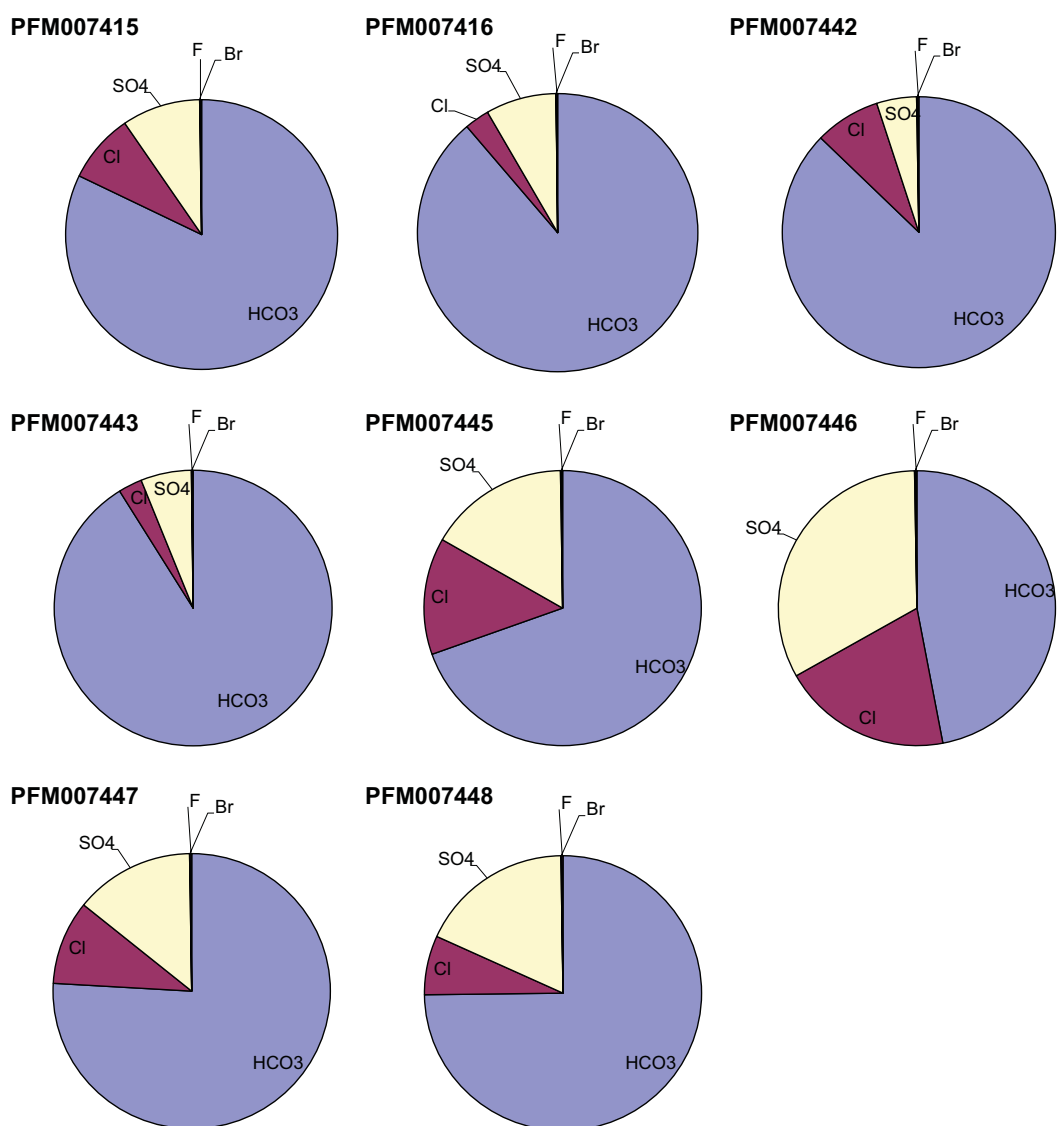 PFM007415
F
Br
SO4
Cl
HCO3
PFM007416
F
Br
SO4
Cl
HCO3
PFM007442
F
Br
SO4
Cl
HCO3
PFM007443
F
Br
SO4
Cl
HCO3
PFM007445
F
Br
SO4
Cl
HCO3
PFM007446
F
Br
SO4
HCO3
Cl
PFM007447
F
Br
SO4
Cl
HCO3
PFM007448
F
Br
SO4
Cl
HCO3